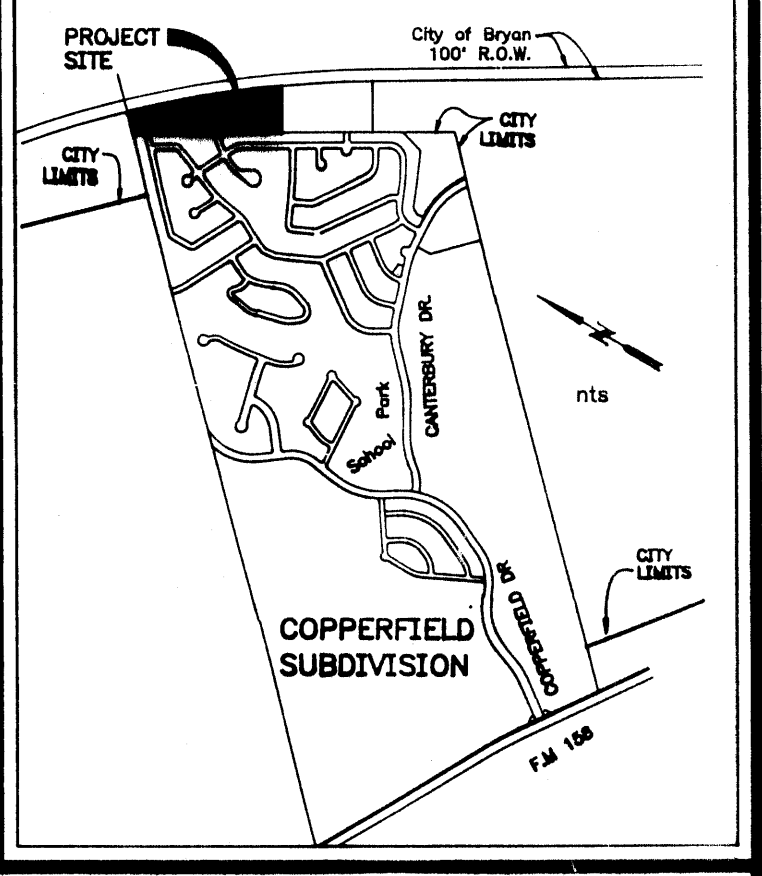 PROJECT
SITE
City of Bryan
100' R.O.W.
CITY
LIMITS
CITY
LIMITS
CANTERBURY DR.
N
nts
Park
School
CITY
LIMITS
COPPERFIELD DR
COPPERFIELD
SUBDIVISION
F.M 158